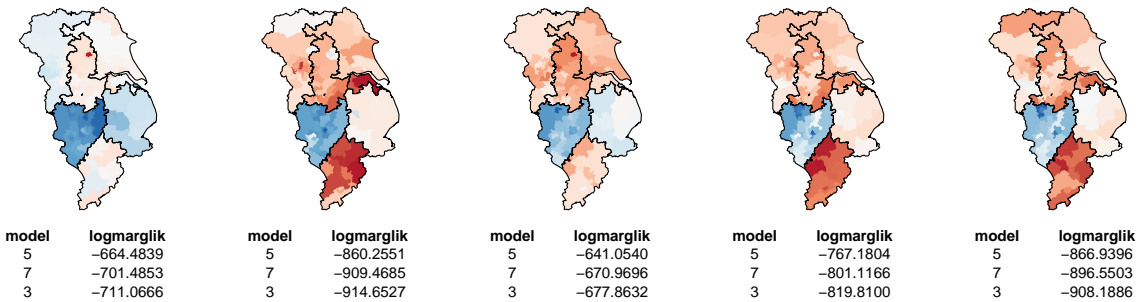 model logmarglik model logmarglik model logmarglik model logmarglik model logmarglik
5 −664.4839 5 −860.2551 5 −641.0540 5 −767.1804 5 −866.9396
7 −701.4853 7 −909.4685 7 −670.9696 7 −801.1166 7 −896.5503
3 −711.0666 3 −914.6527 3 −677.8632 3 −819.8100 3 −908.1886